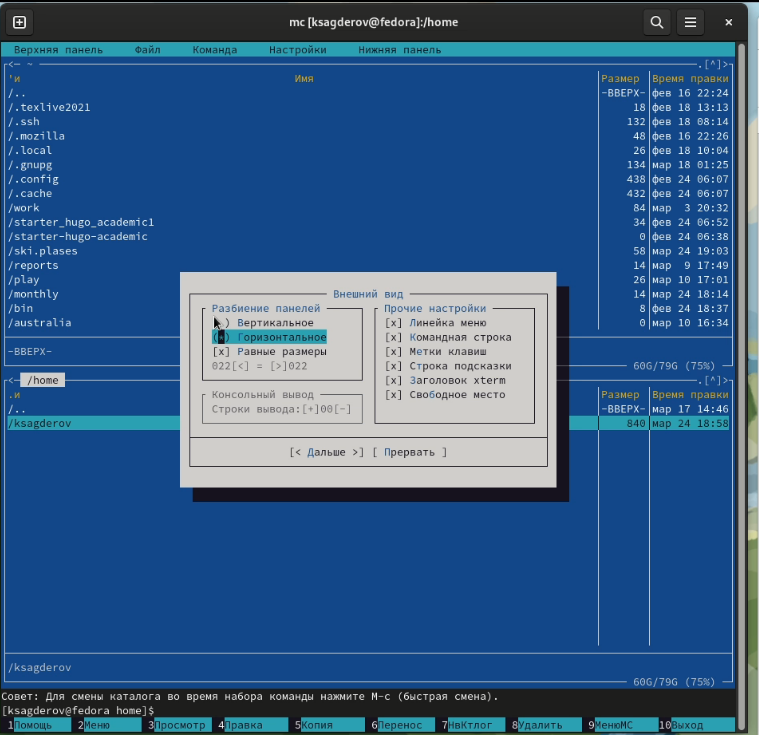 mc [ksagderov@fedora]:/home
Верхняя панель Файл Команда Настройки Нижняя панель
<— ~ .[^]>
'и Имя Размер Время правки
/.. -ВВЕРХ- фев 16 22:24
/.texlive2021 18 фев 18 13:13
/.ssh 132 фев 18 08:14
/.mozilla 48 фев 16 22:26
/.local 26 фев 18 10:04
/.gnupg 134 мар 18 01:25
/.config 438 фев 24 06:07
/.cache 432 фев 24 06:07
/work 84 мар 3 20:32
/starter_hugo_academic1 34 фев 24 06:52
/starter-hugo-academic 0 фев 24 06:38
/ski.plases 58 мар 24 19:03
/reports 14 мар 9 17:49
/play 26 мар 10 17:01
/monthly 14 мар 24 18:14
/bin 8 фев 24 18:37
/australia 0 мар 10 16:34
-ВВЕРХ-
60G/79G (75%)
Внешний вид
Разбиение панелей
( ) Вертикальное
(*) Горизонтальное
[x] Равные размеры
022[<] = [>]022
Консольный вывод
Строки вывода:[+]00[-]
Прочие настройки
[x] Линейка меню
[x] Командная строка
[x] Метки клавиш
[x] Строка подсказки
[x] Заголовок xterm
[x] Свободное место
[< Дальше >] [ Прервать ]
<— /home .[^]>
.и Размер Время правки
/.. -ВВЕРХ- мар 17 14:46
/ksagderov 840 мар 24 18:58
/ksagderov
60G/79G (75%)
Совет: Для смены каталога во время набора команды нажмите M-c (быстрая смена).
[ksagderov@fedora home]$
1Помощь 2Меню 3Просмотр 4Правка 5Копия 6Перенос 7НвКтлог 8Удалить 9МенюМС 10Выход